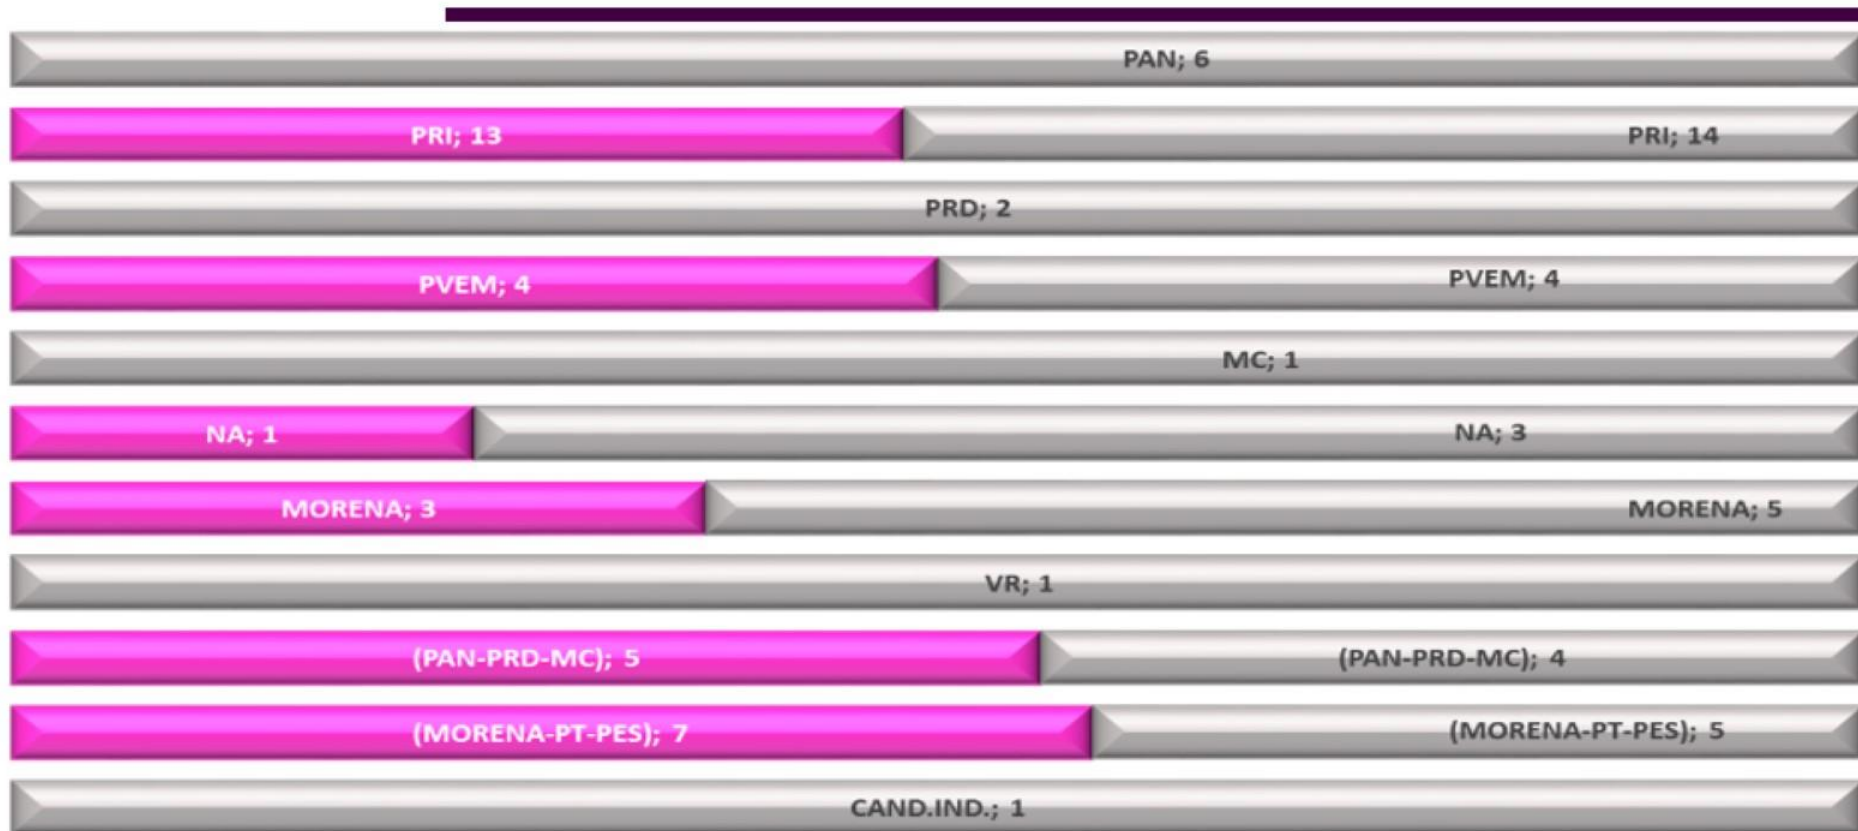 PAN; 6
PRI; 13 PRI; 14
PRD; 2
PVEM; 4 PVEM; 4
MC; 1
NA; 1 NA; 3
MORENA; 3 MORENA; 5
VR; 1
(PAN-PRD-MC); 5 (PAN-PRD-MC); 4
(MORENA-PT-PES); 7 (MORENA-PT-PES); 5
CAND.IND.; 1